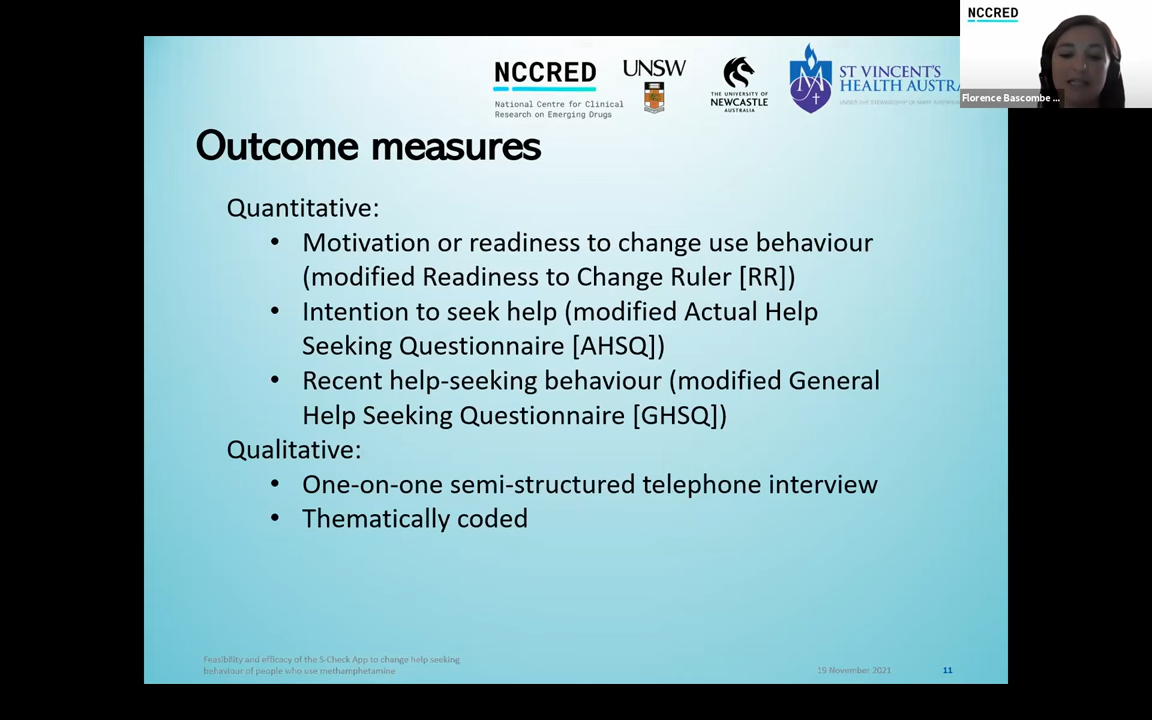 NCCRED
NCCRED
UNSW
ST VINCENT'S
HEALTH AUSTRA
THE UNIVERSITY OF
NEWCASTLE
AUSTRALIA
National Centre for Clinical
Research on Emerging Drugs
Florence Bascombe ...
Outcome measures
Quantitative:
• Motivation or readiness to change use behaviour
(modified Readiness to Change Ruler [RR])
• Intention to seek help (modified Actual Help
Seeking Questionnaire [AHSQ])
• Recent help-seeking behaviour (modified General
Help Seeking Questionnaire [GHSQ])
Qualitative:
• One-on-one semi-structured telephone interview
• Thematically coded
Feasibility and efficacy of the S-Check App to change help seeking
behaviour of people who use methamphetamine
19 November 2021
11